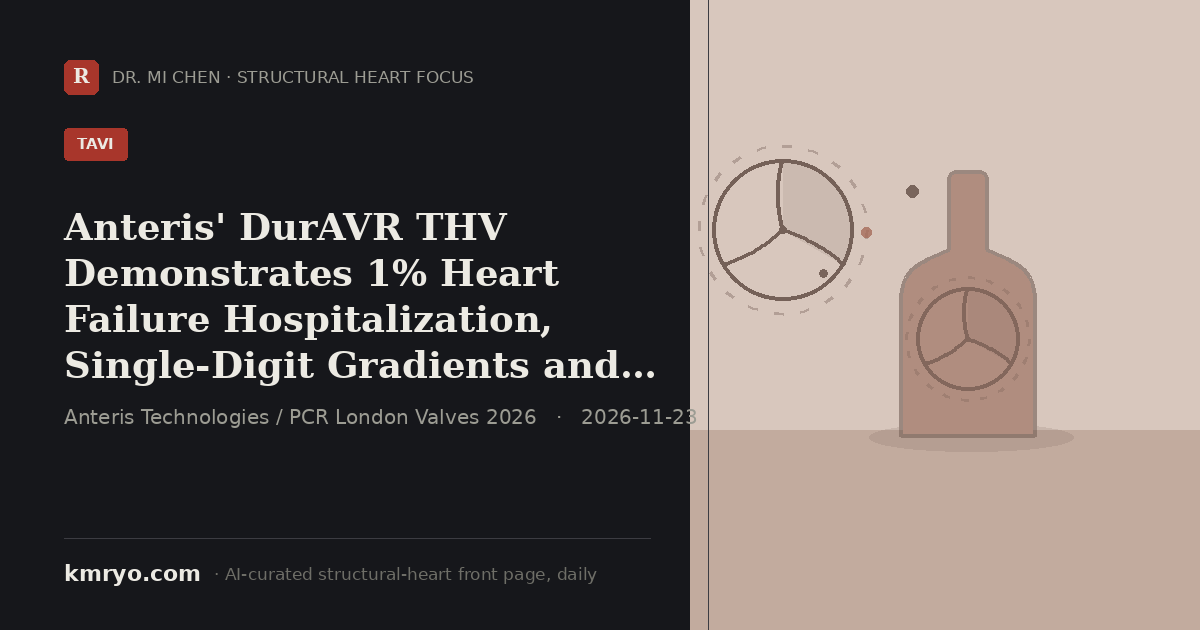 R DR. MI CHEN · STRUCTURAL HEART FOCUS
TAVI
Anteris' DurAVR THV
Demonstrates 1% Heart
Failure Hospitalization,
Single-Digit Gradients and...
Anteris Technologies / PCR London Valves 2026 · 2026-11-23
kmryo.com · AI-curated structural-heart front page, daily